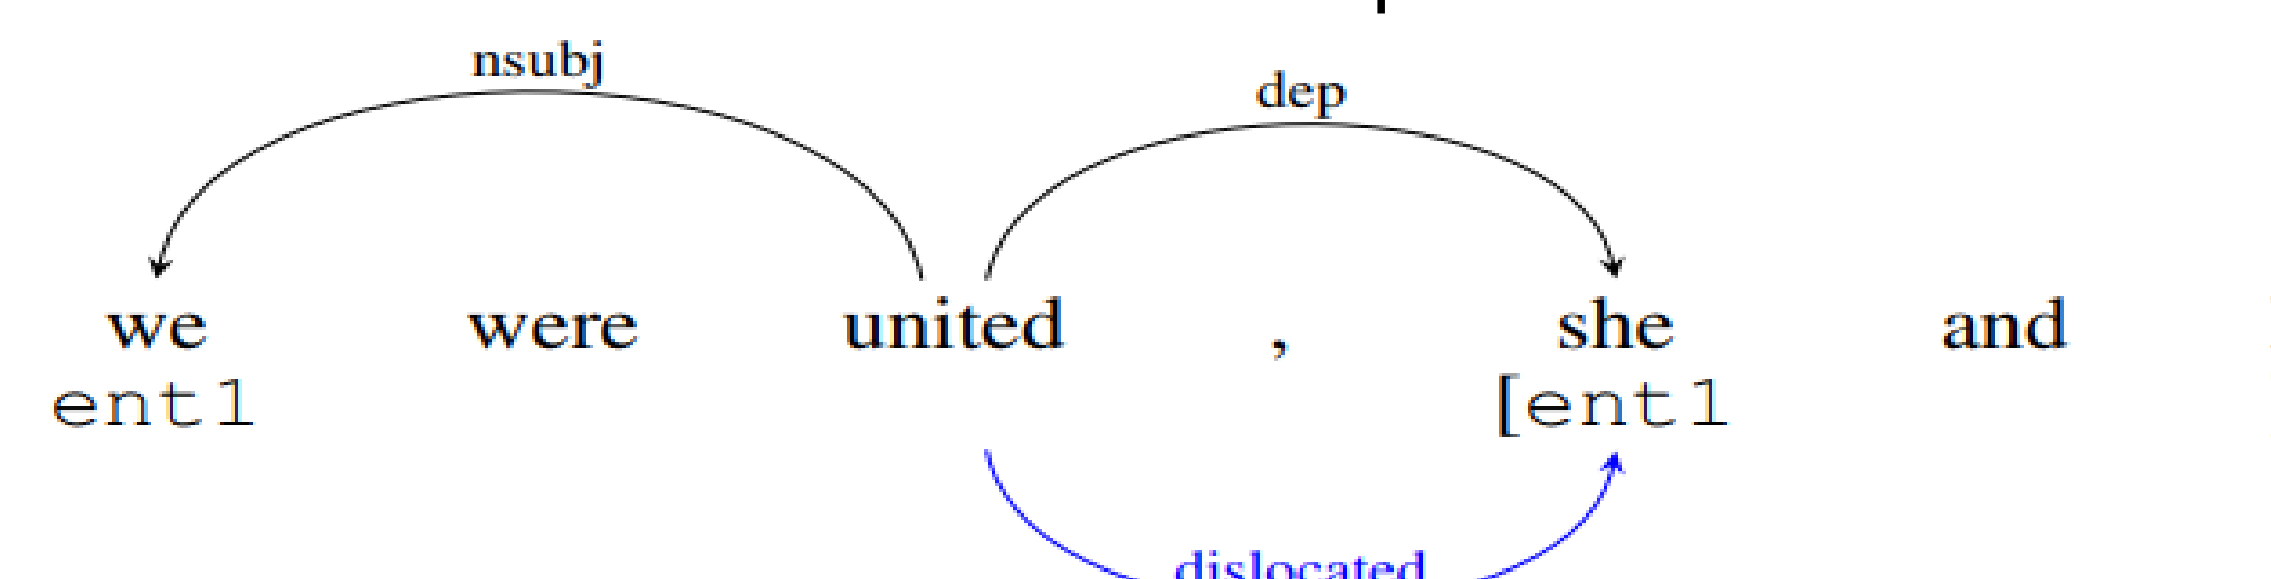 nsubj
dep
we were united , she and
ent1 [ent1
dislocated